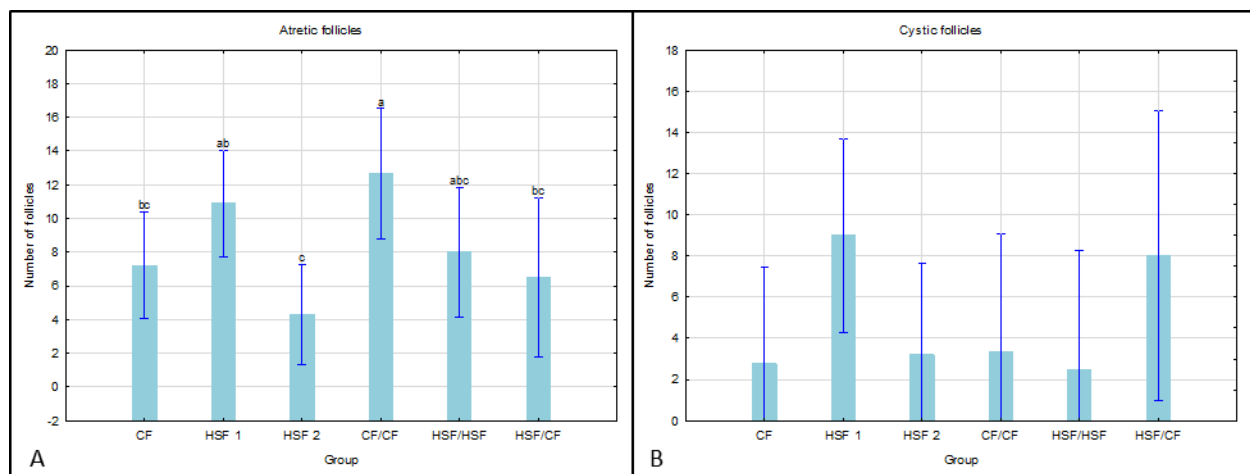 Atretic follicles
Number of follicles
20
18
16
14
12
10
8
6
4
2
0
-2
bc
ab
c
a
abc
bc
CF
HSF 1
HSF 2
CF/CF
HSF/HSF
HSF/CF
Group
A
Cystic follicles
Number of follicles
18
16
14
12
10
8
6
4
2
0
CF
HSF 1
HSF 2
CF/CF
HSF/HSF
HSF/CF
Group
B